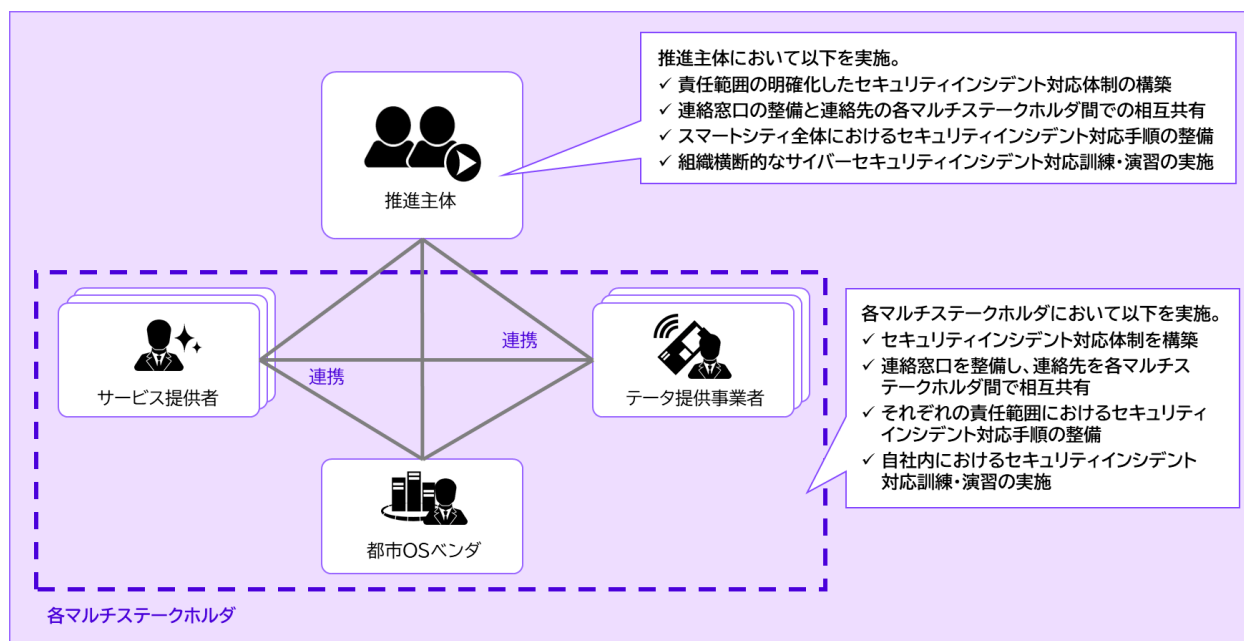 推進主体において以下を実施。
✓ 責任範囲の明確化したセキュリティインシデント対応体制の構築
✓ 連絡窓口の整備と連絡先の各マルチステークホルダ間での相互共有
✓ スマートシティ全体におけるセキュリティインシデント対応手順の整備
✓ 組織横断的なサイバーセキュリティインシデント対応訓練・演習の実施
推進主体
各マルチステークホルダにおいて以下を実施。
✓ セキュリティインシデント対応体制を構築
✓ 連絡窓口を整備し、連絡先を各マルチス
テークホルダ間で相互共有
✓ それぞれの責任範囲におけるセキュリティ
インシデント対応手順の整備
✓ 自社内におけるセキュリティインシデント
対応訓練・演習の実施
連携
連携
サービス提供者
テータ提供事業者
都市OSベンダ
各マルチステークホルダ